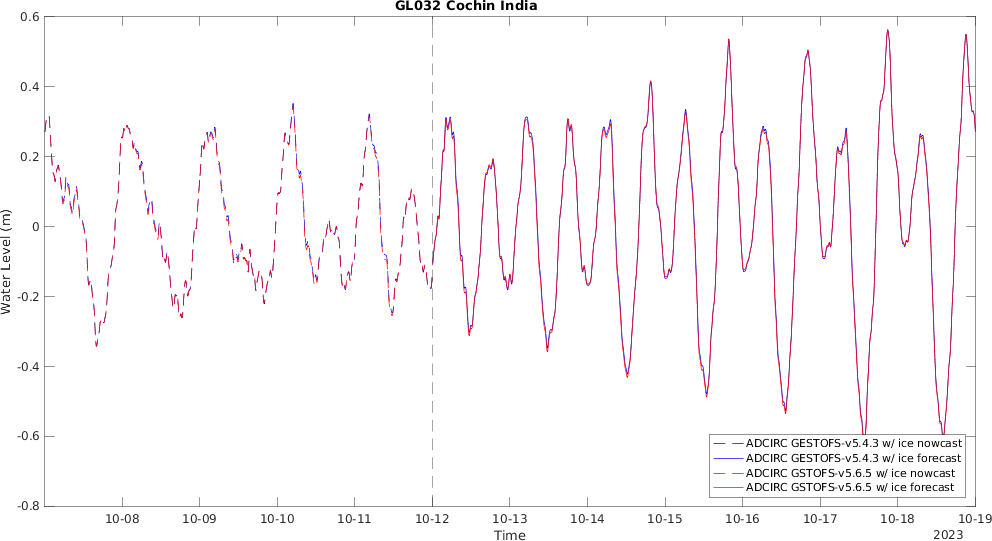 GL032 Cochin India
0.6
0.4
0.2
0
-0.2
-0.4
-0.6
-0.8
Water Level (m)
ADCIRC GESTOFS-v5.4.3 w/ ice nowcast
ADCIRC GESTOFS-v5.4.3 w/ ice forecast
ADCIRC GSTOFS-v5.6.5 w/ ice nowcast
ADCIRC GSTOFS-v5.6.5 w/ ice forecast
10-08 10-09 10-10 10-11 10-12 10-13 10-14 10-15 10-16 10-17 10-18 10-19
Time
2023